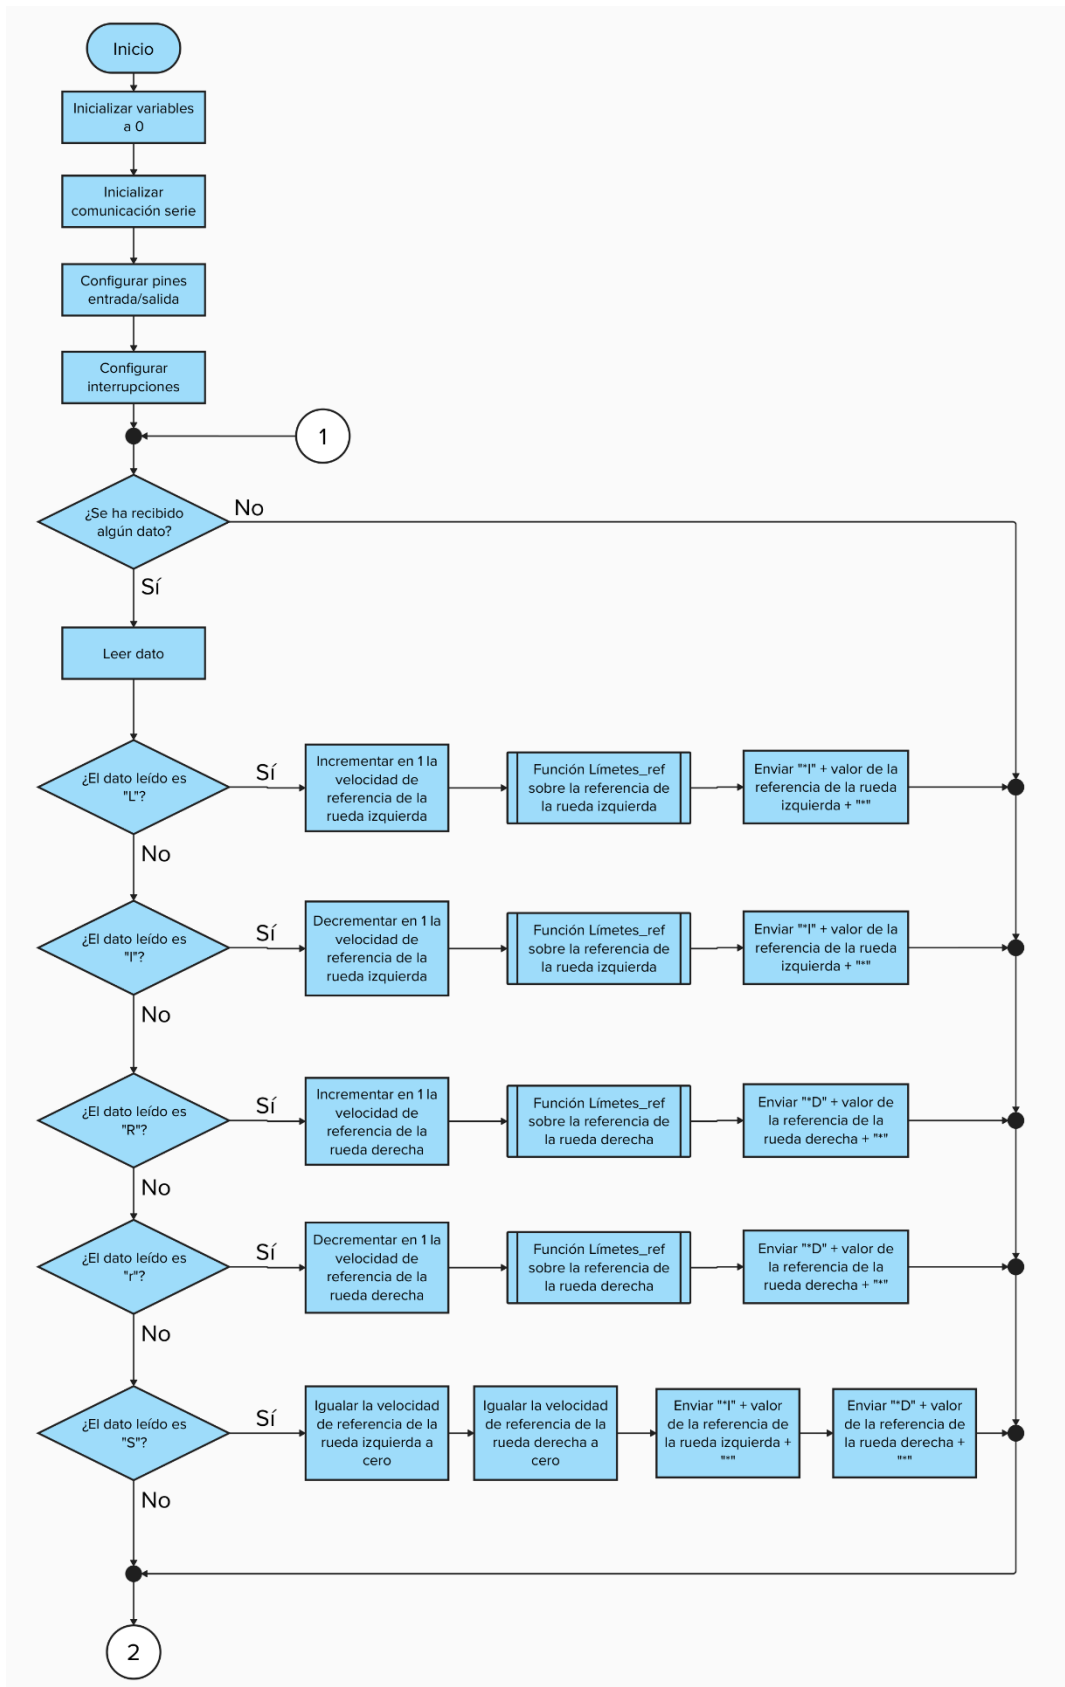 Inicio
Inicializar variables
a 0
Inicializar
comunicación serie
Configurar pines
entrada/salida
Configurar
interrupciones
1
¿Se ha recibido
algún dato?
No
Sí
Leer dato
¿El dato leído es
"L"?
Sí
No
Incrementar en 1 la
velocidad de
referencia de la
rueda izquierda
Función Límetes_ref
sobre la referencia de
la rueda izquierda
Enviar "*I" + valor de la
referencia de la rueda
izquierda + "*"
¿El dato leído es
"l"?
Sí
No
Decrementar en 1 la
velocidad de
referencia de la
rueda izquierda
Función Límetes_ref
sobre la referencia de
la rueda izquierda
Enviar "*I" + valor de la
referencia de la rueda
izquierda + "*"
¿El dato leído es
"R"?
Sí
No
Incrementar en 1 la
velocidad de
referencia de la
rueda derecha
Función Límetes_ref
sobre la referencia de
la rueda derecha
Enviar "*D" + valor de
la referencia de la
rueda derecha + "*"
¿El dato leído es
"r"?
Sí
No
Decrementar en 1 la
velocidad de
referencia de la
rueda derecha
Función Límetes_ref
sobre la referencia de
la rueda derecha
Enviar "*D" + valor de
la referencia de la
rueda derecha + "*"
¿El dato leído es
"S"?
Sí
No
Igualar la velocidad
de referencia de la
rueda izquierda a
cero
Igualar la velocidad
de referencia de la
rueda derecha a
cero
Enviar "*I" + valor
de la referencia de
la rueda izquierda +
"*"
Enviar "*D" + valor
de la referencia de
la rueda derecha +
"*"
2